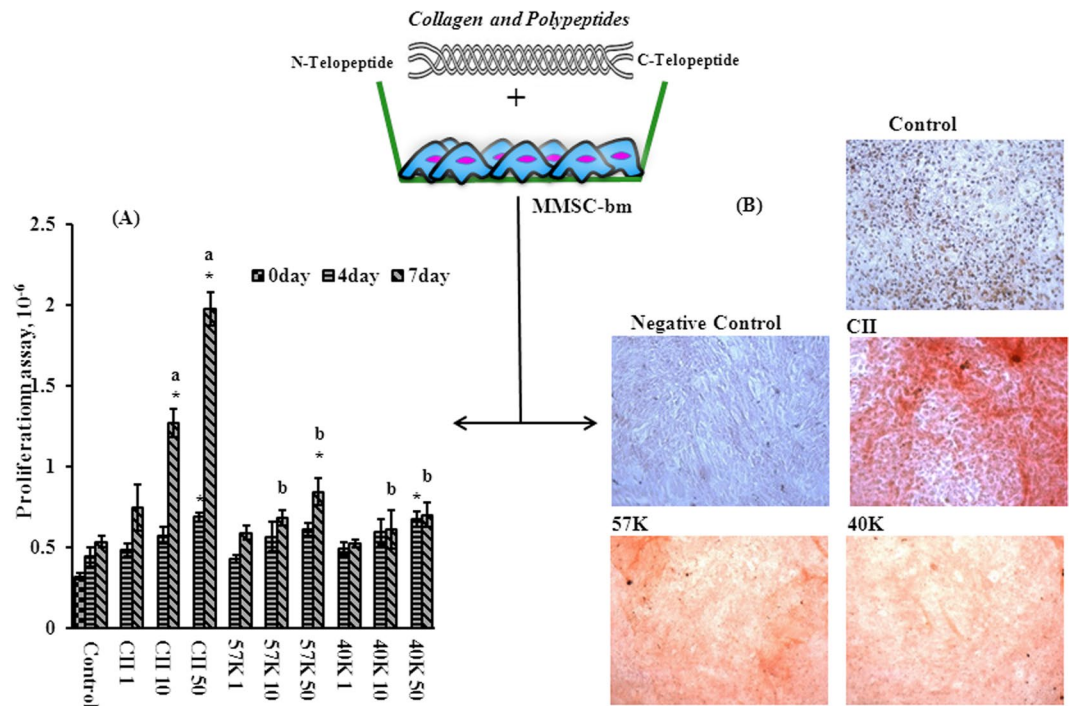 Collagen and Polypeptides
N-Telopeptide
C-Telopeptide
+
MMSC-bm
(A)
2.5
2
1.5
1
0.5
0
Proliferationn assay, 10-6
0day 4day 7day
a
*
a
*
*
b
b
*
*
b
b
Control
CII 1
CII 10
CII 50
57K 1
57K 10
57K 50
40K 1
40K 10
40K 50
(B)
Control
Negative Control
CII
57K
40K